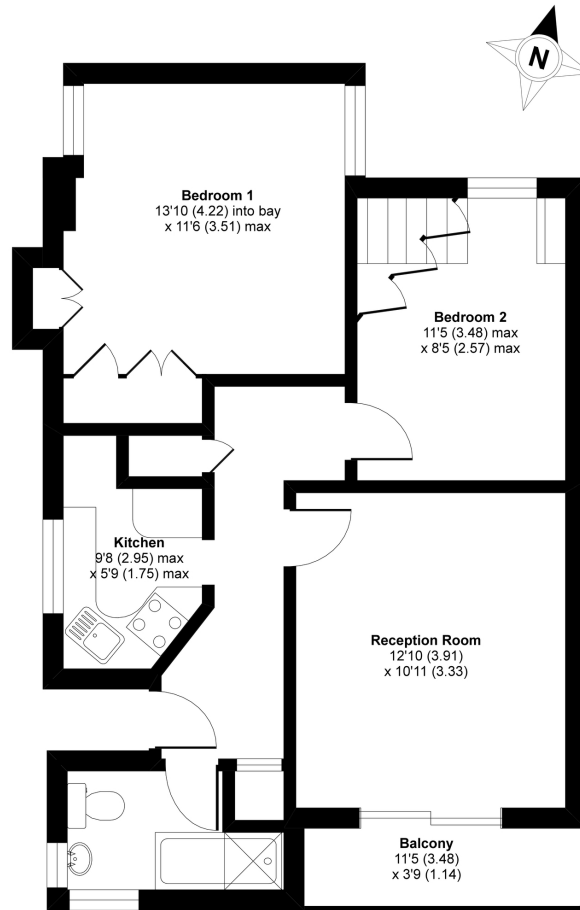 N
Bedroom 1
13'10 (4.22) into bay
x 11'6 (3.51) max
Bedroom 2
11'5 (3.48) max
x 8'5 (2.57) max
Kitchen
9'8 (2.95) max
x 5'9 (1.75) max
Reception Room
12'10 (3.91)
x 10'11 (3.33)
Balcony
11'5 (3.48)
x 3'9 (1.14)